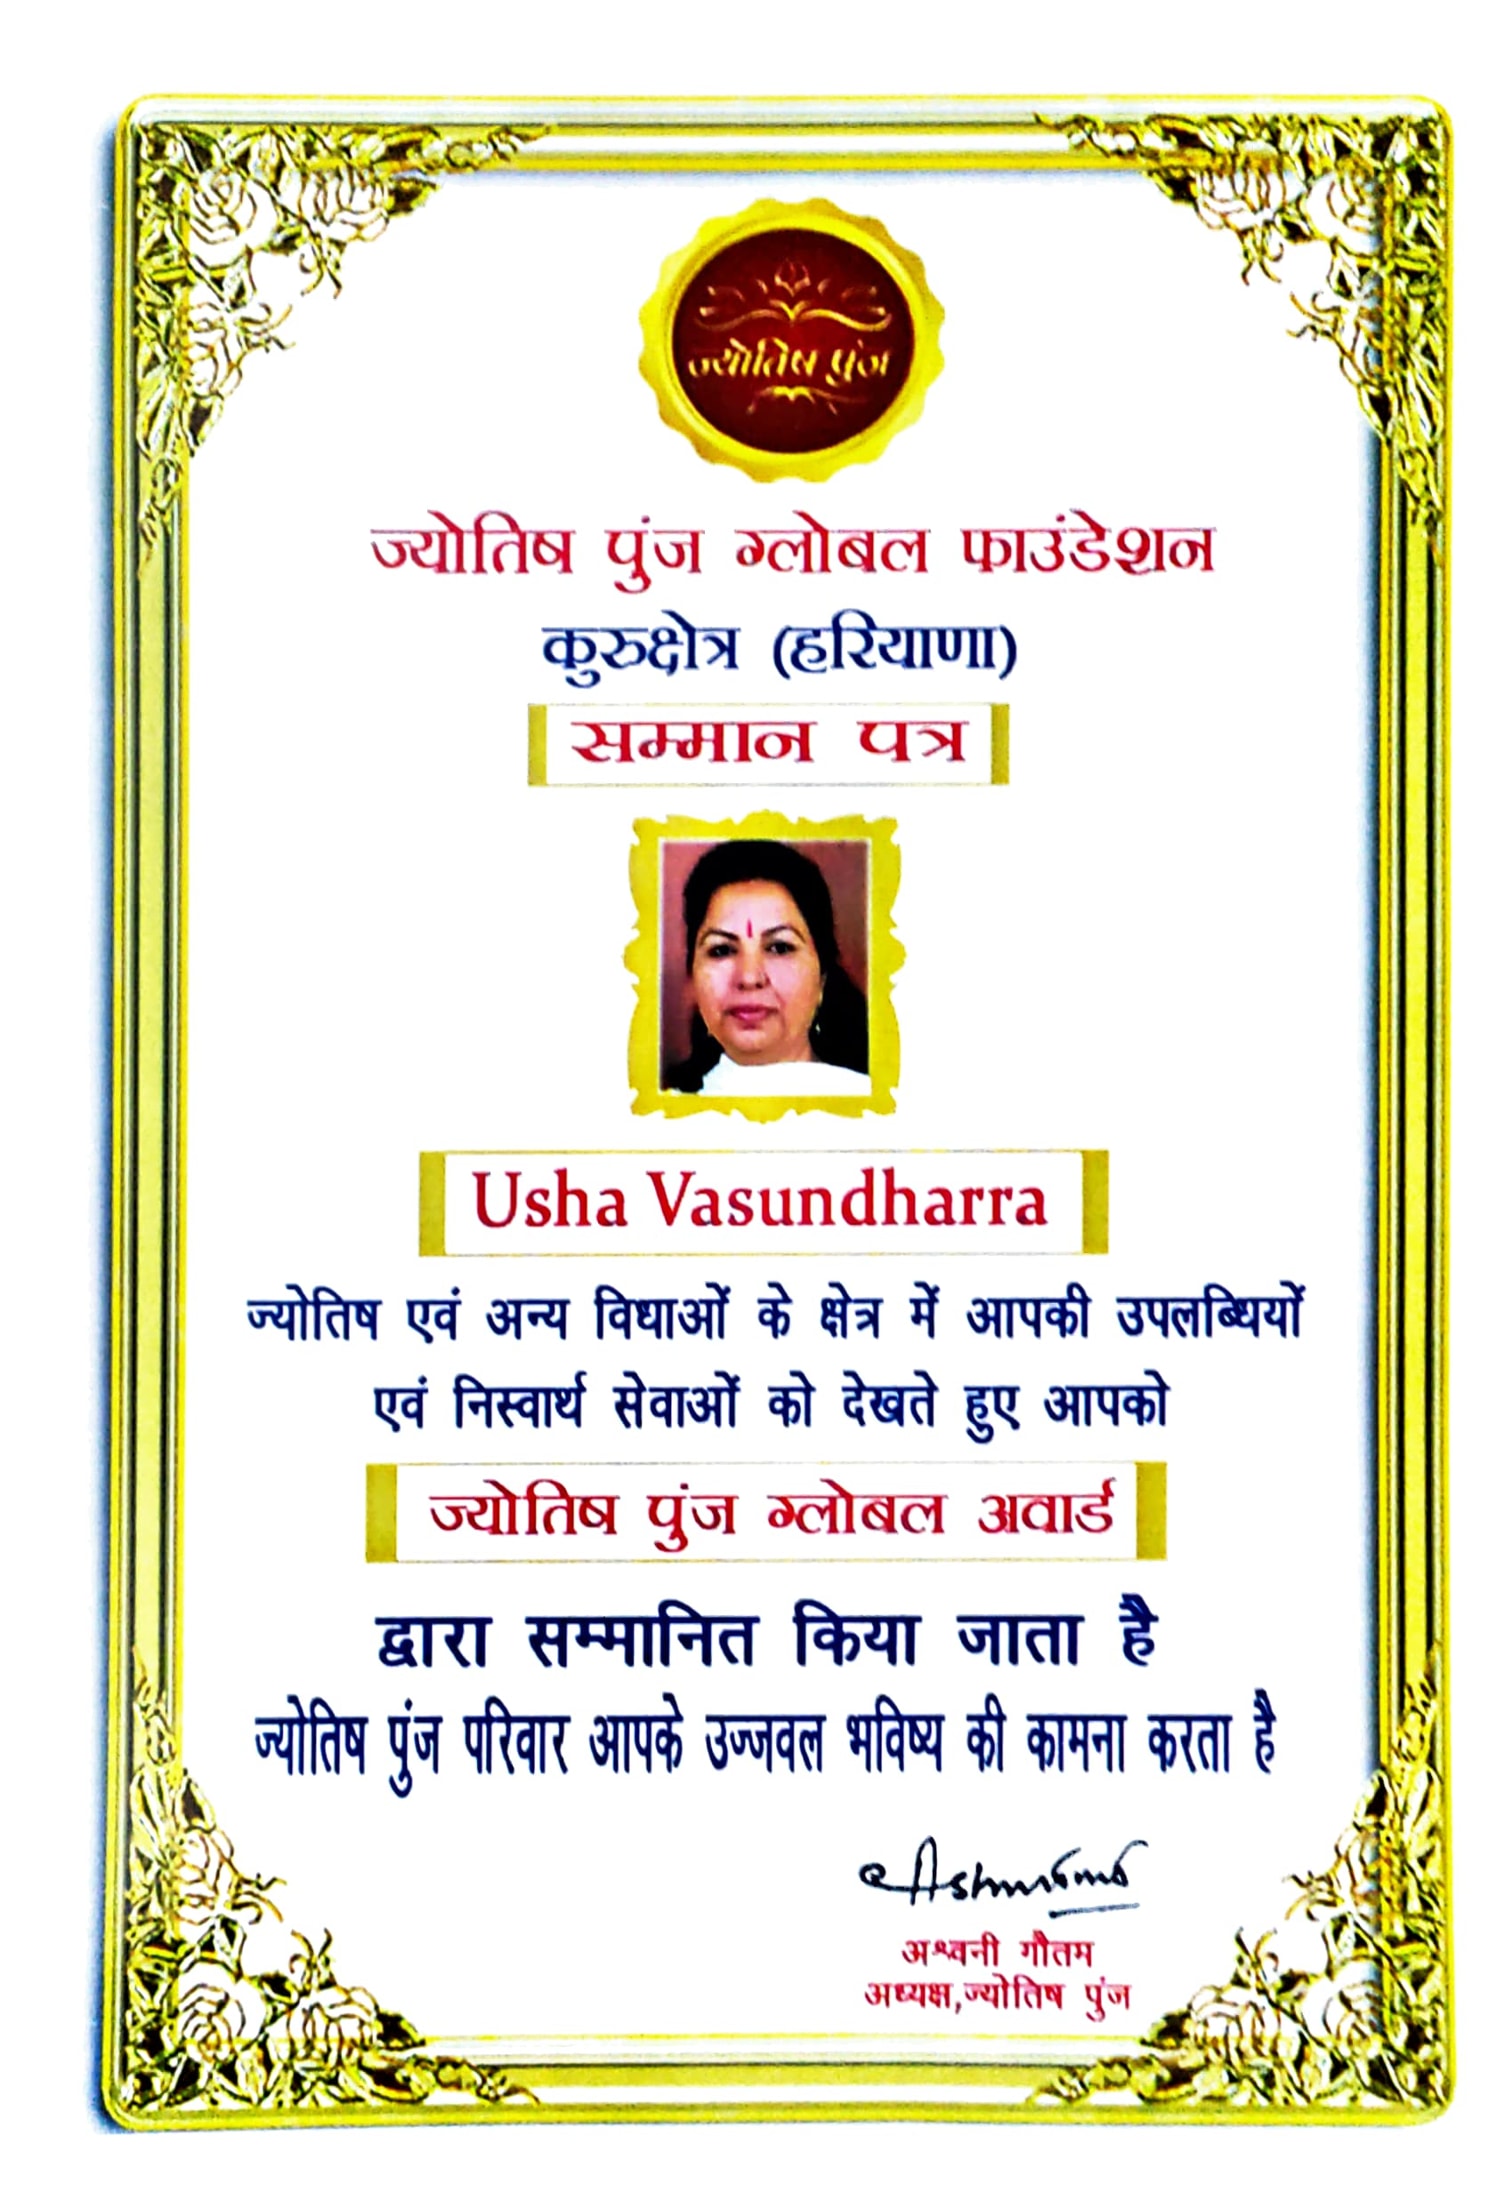 ज्योतिष पुंज
ज्योतिष पुंज ग्लोबल फाउंडेशन
कुरुक्षेत्र (हरियाणा)
सम्मान पत्र
Usha Vasundharra
ज्योतिष एवं अन्य विधाओं के क्षेत्र में आपकी उपलब्धियों
एवं निस्वार्थ सेवाओं को देखते हुए आपको
ज्योतिष पुंज ग्लोबल अवार्ड
द्वारा सम्मानित किया जाता है
ज्योतिष पुंज परिवार आपके उज्जवल भविष्य की कामना करता है
अश्वनी गौतम
अध्यक्ष,ज्योतिष पुंज